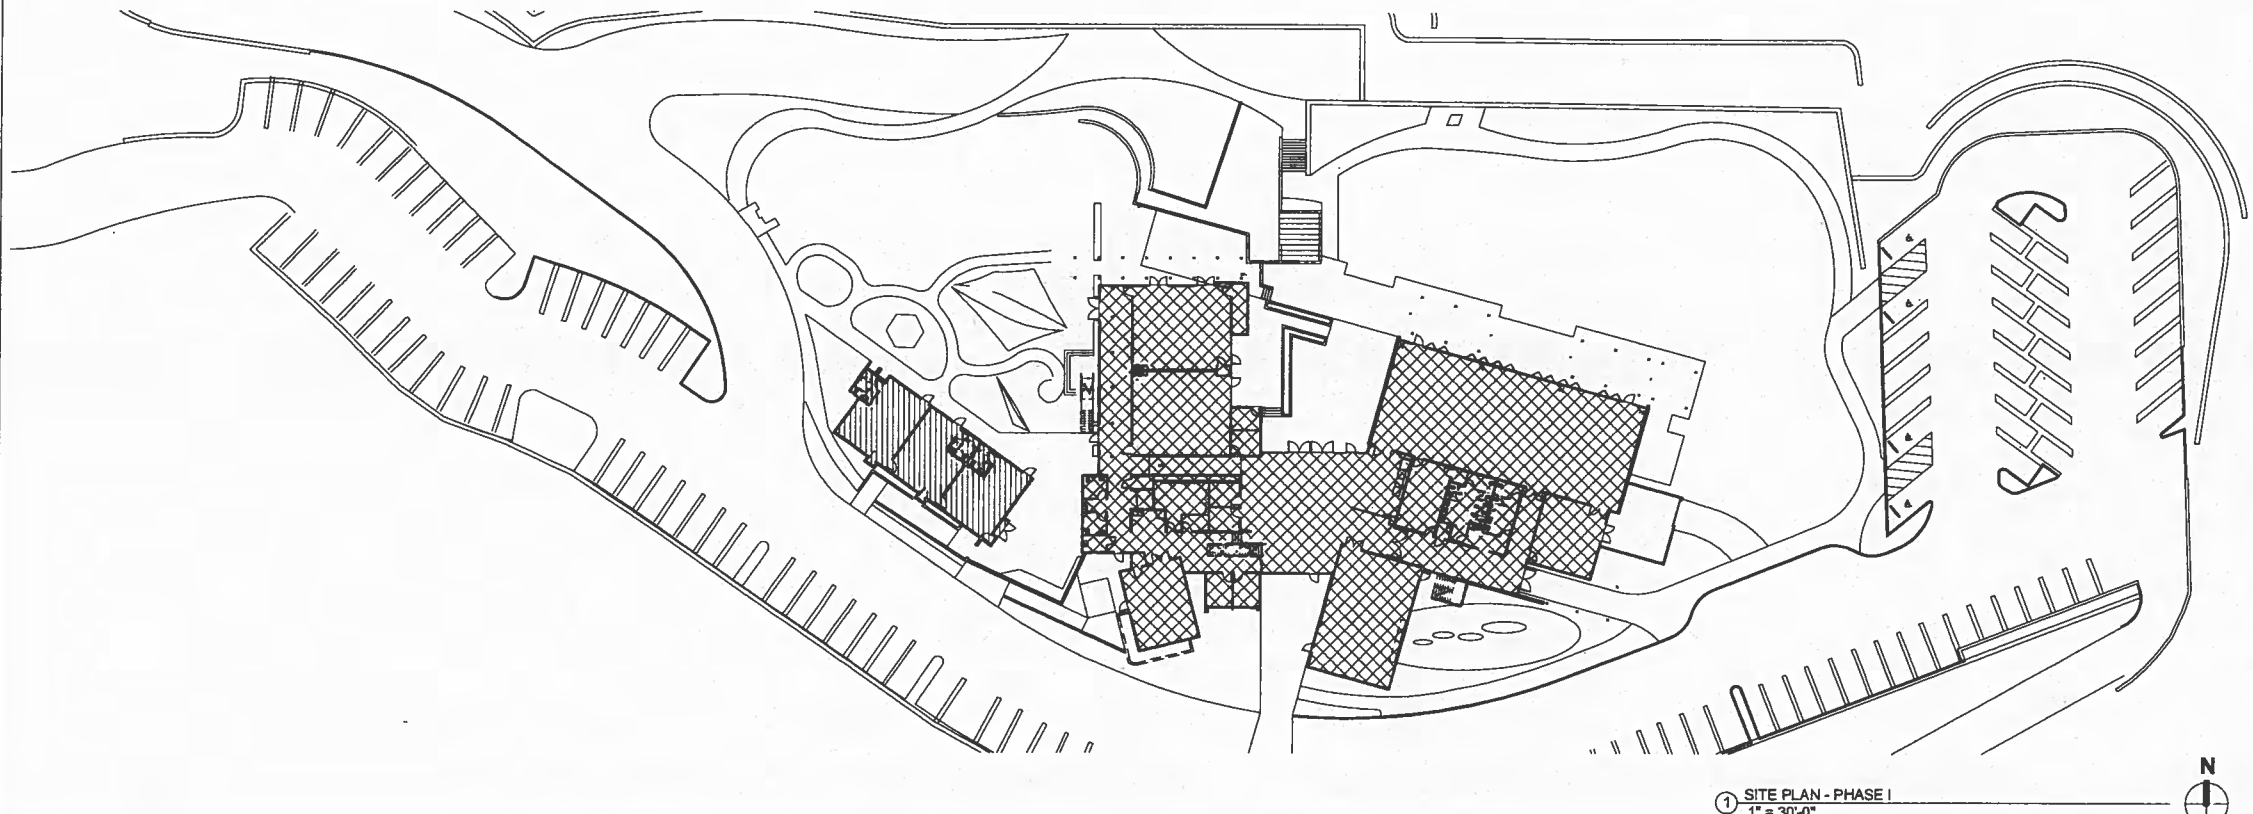 N
1 SITE PLAN - PHASE I
1" = 30'-0"